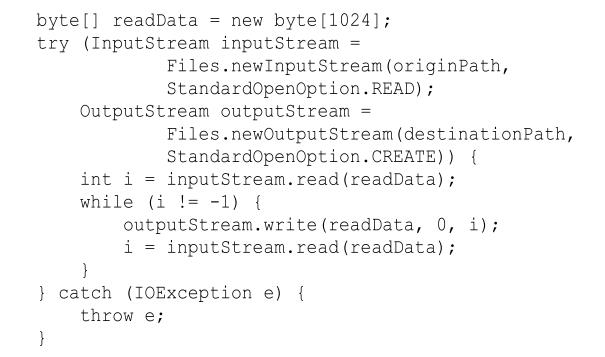 byte[] readData = new byte[1024];
try (InputStream inputStream =
            Files.newInputStream(originPath,
            StandardOpenOption.READ);
    OutputStream outputStream =
            Files.newOutputStream(destinationPath,
            StandardOpenOption.CREATE)) {
    int i = inputStream.read(readData);
    while (i != -1) {
        outputStream.write(readData, 0, i);
        i = inputStream.read(readData);
    }
} catch (IOException e) {
    throw e;
}